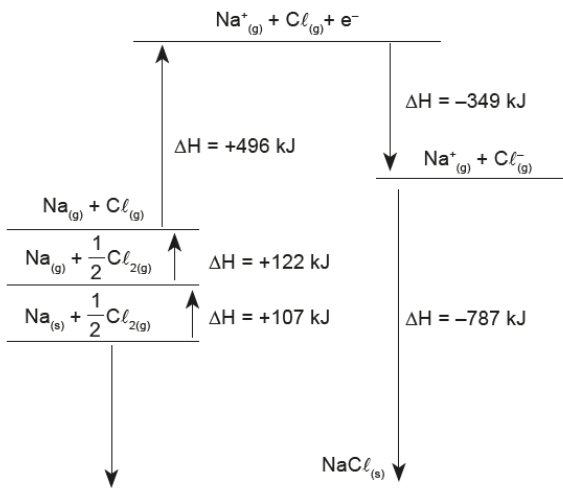 Na⁺(g) + Cℓ(g) + e⁻
ΔH = –349 kJ
ΔH = +496 kJ
Na⁺(g) + Cℓ⁻(g)
Na(g) + Cℓ(g)
Na(g) + 1/2 Cℓ2(g)
ΔH = +122 kJ
Na(s) + 1/2 Cℓ2(g)
ΔH = +107 kJ
ΔH = –787 kJ
NaCℓ(s)